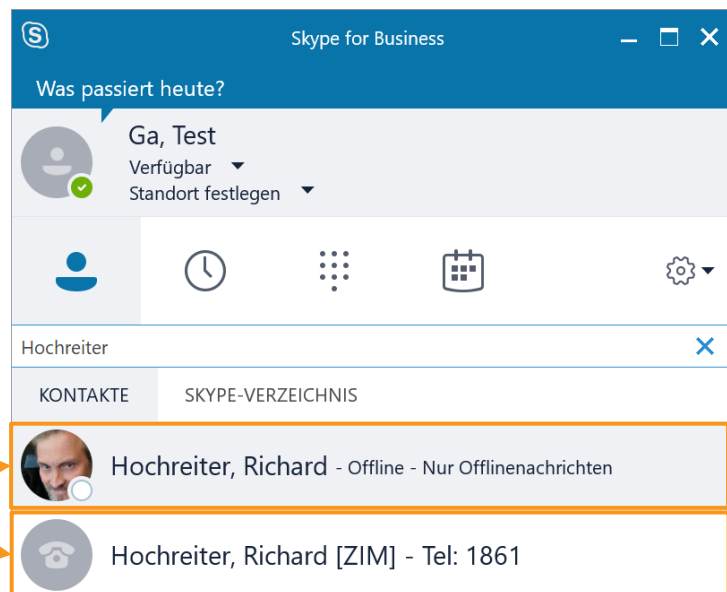 Skype for Business
Was passiert heute?
Ga, Test
Verfügbar
Standort festlegen
Hochreiter
KONTAKTE SKYPE-VERZEICHNIS
Hochreiter, Richard - Offline - Nur Offlinenachrichten
Hochreiter, Richard [ZIM] - Tel: 1861